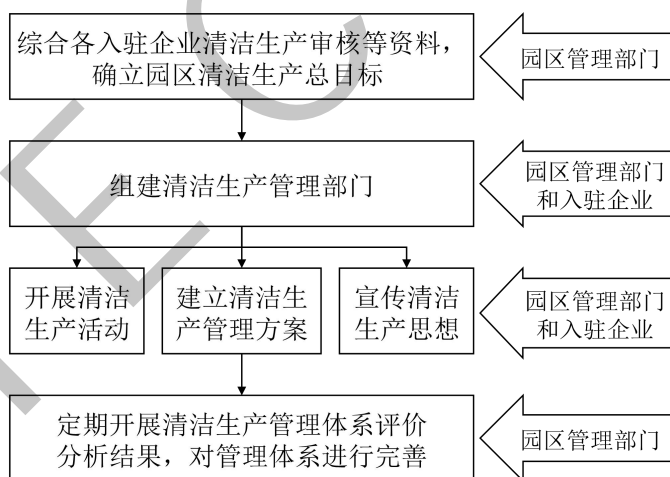 综合各入驻企业清洁生产审核等资料，
确立园区清洁生产总目标
园区管理部门
组建清洁生产管理部门
园区管理部门
和入驻企业
开展清洁
生产活动
建立清洁生
产管理方案
宣传清洁
生产思想
园区管理部门
和入驻企业
定期开展清洁生产管理体系评价
分析结果，对管理体系进行完善
园区管理部门